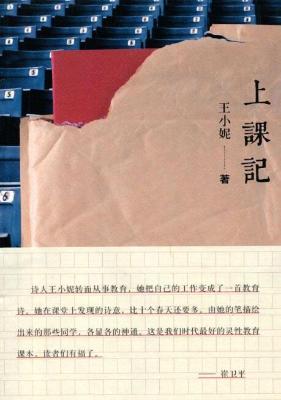 上課記
王小妮——著
诗人王小妮转面从事教育，她把自己的工作变成了一首教育
诗。她在课堂上发现的诗意，比十个春天还要多。由她的笔描绘
出来的那些同学，各显各的神通。这是我们时代最好的灵性教育
课本。读者们有福了。
——崔卫平